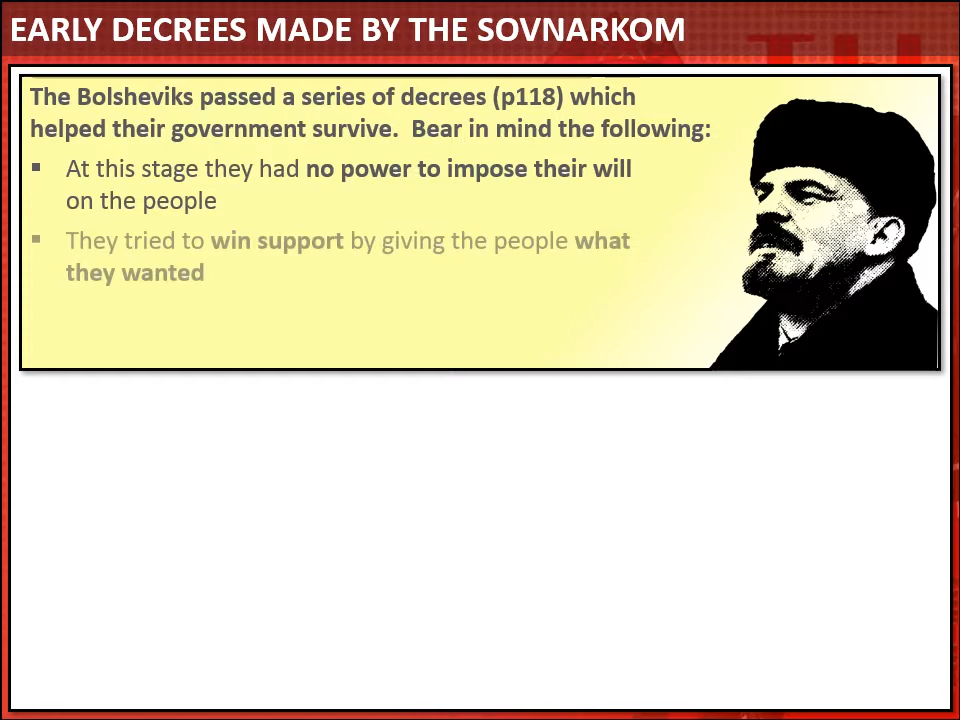 EARLY DECREES MADE BY THE SOVNARKOM
The Bolsheviks passed a series of decrees (p118) which
helped their government survive.  Bear in mind the following:
▪ At this stage they had no power to impose their will
on the people
▪ They tried to win support by giving the people what
they wanted